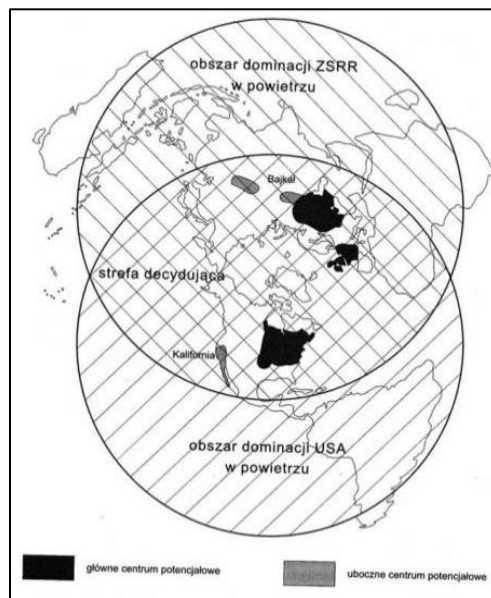 obszar dominacji ZSRR
w powietrzu
Bajkał
strefa decydująca
Kalifornia
obszar dominacji USA
w powietrzu
główne centrum potencjałowe
uboczne centrum potencjałowe